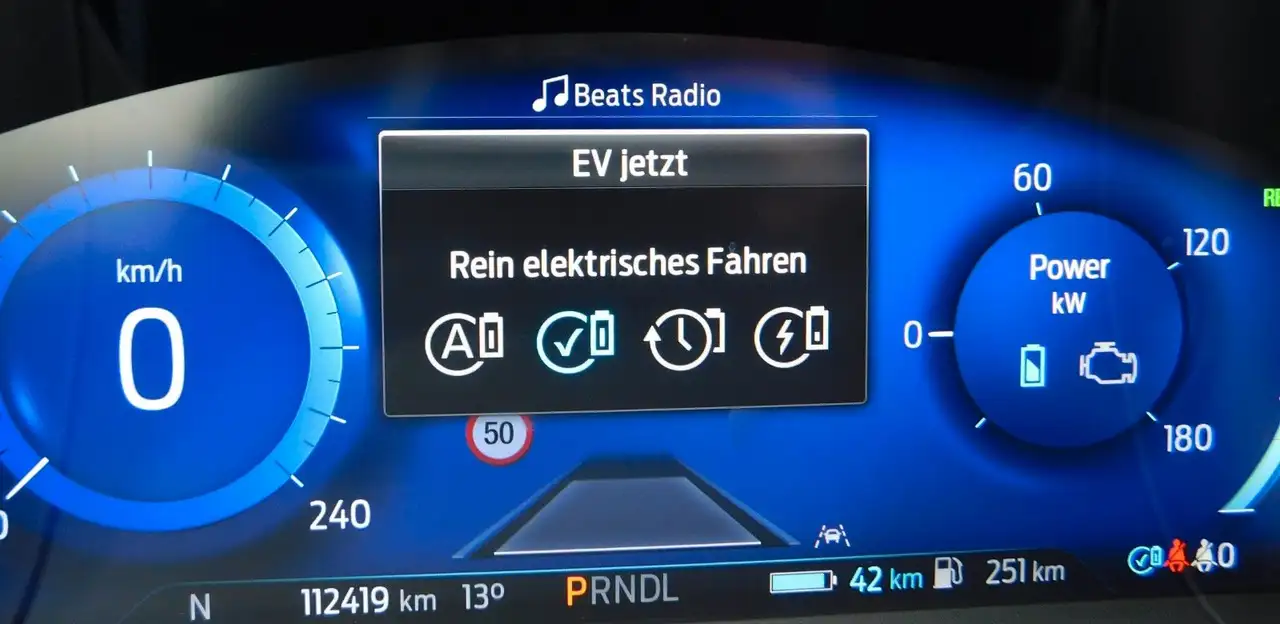 Beats Radio
EV jetzt
Rein elektrisches Fahren
A
km/h
0
240
50
60
120
Power
kW
0
180
N 112419 km 13° PRNDL 42 km 251 km
0